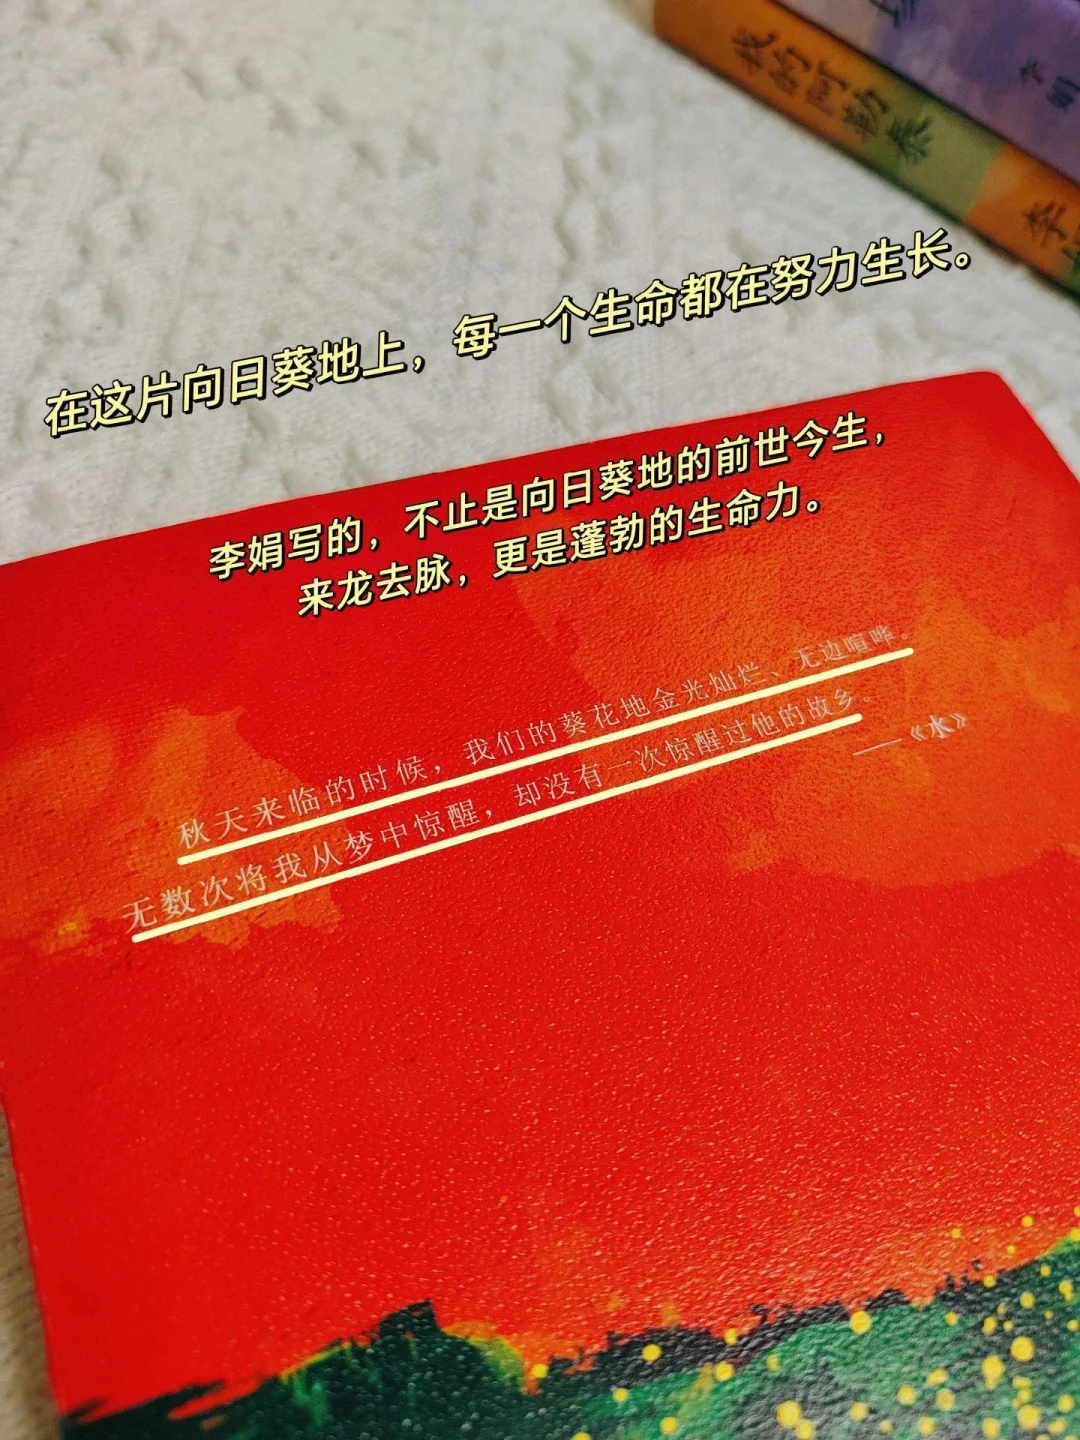 我的阿勒泰
李娟
在这片向日葵地上，每一个生命都在努力生长。
李娟写的，不止是向日葵地的前世今生，
来龙去脉，更是蓬勃的生命力。
秋天来临的时候，我们的葵花地金光灿烂、无边喧哗。
无数次将我从梦中惊醒，却没有一次惊醒过他的故乡。
——《水》